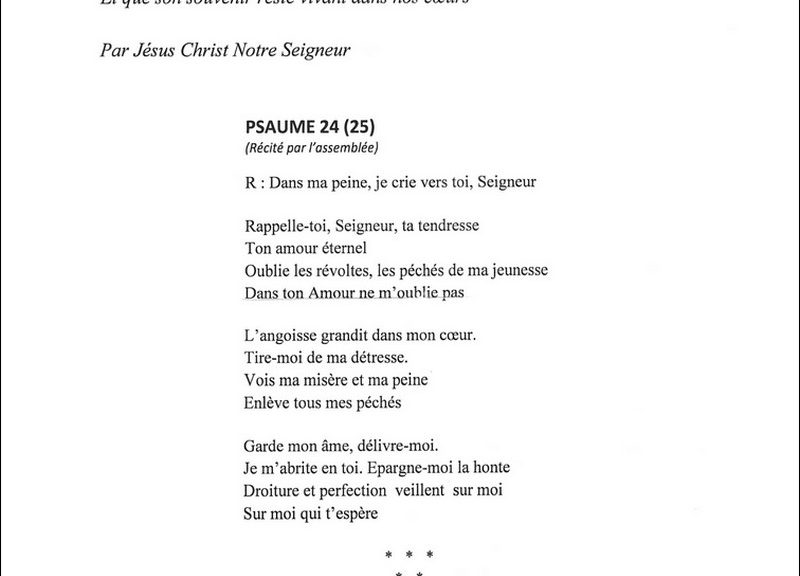 Et que son souvenir reste vivant dans nos cœurs
Par Jésus Christ Notre Seigneur
PSAUME 24 (25)
(Récité par l'assemblée)
R : Dans ma peine, je crie vers toi, Seigneur
Rappelle-toi, Seigneur, ta tendresse
Ton amour éternel
Oublie les révoltes, les péchés de ma jeunesse
Dans ton Amour ne m'oublie pas
L'angoisse grandit dans mon cœur.
Tire-moi de ma détresse.
Vois ma misère et ma peine
Enlève tous mes péchés
Garde mon âme, délivre-moi.
Je m'abrite en toi. Epargne-moi la honte
Droiture et perfection veillent sur moi
Sur moi qui t'espère
* * *
* *